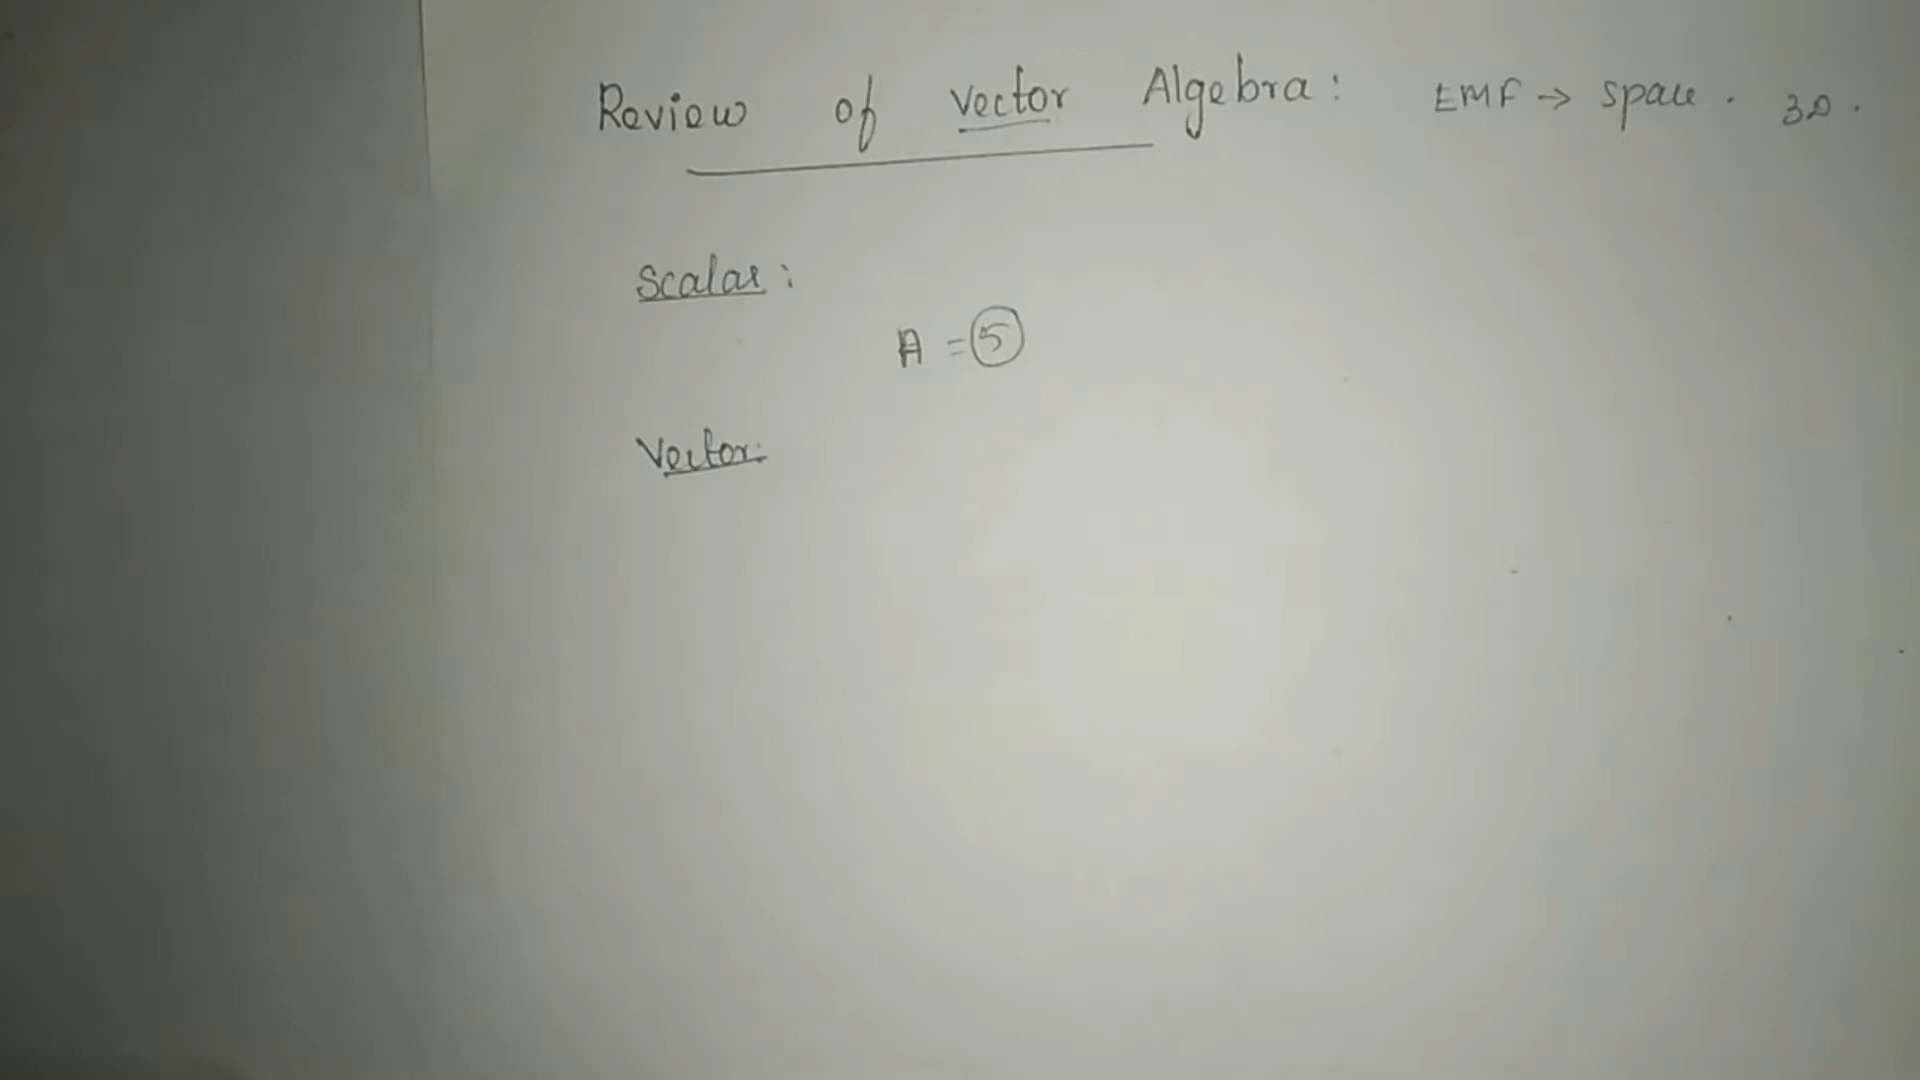 Review of Vector Algebra: EMF → space. 3D.
Scalar:
A = 5
Vector: